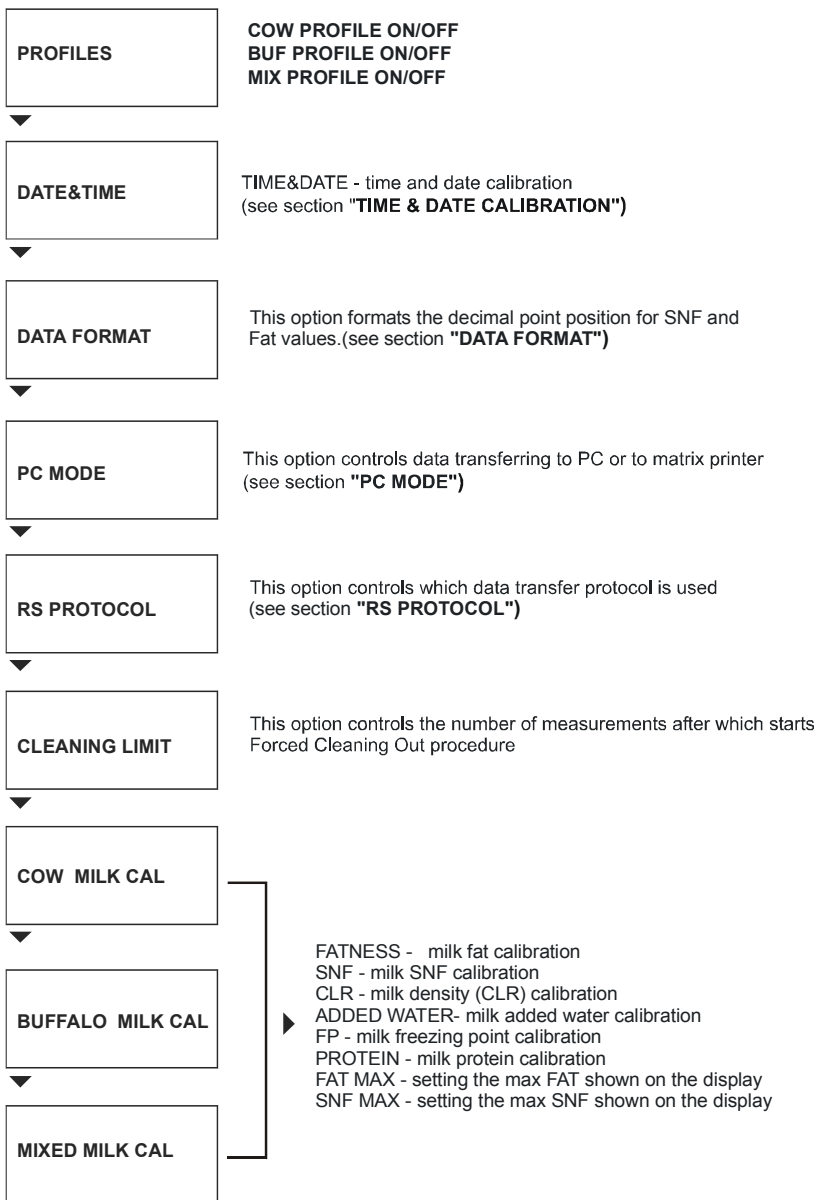 PROFILES
COW PROFILE ON/OFF
BUF PROFILE ON/OFF
MIX PROFILE ON/OFF
DATE&TIME
TIME&DATE - time and date calibration
(see section "TIME & DATE CALIBRATION")
DATA FORMAT
This option formats the decimal point position for SNF and
Fat values.(see section "DATA FORMAT")
PC MODE
This option controls data transferring to PC or to matrix printer
(see section "PC MODE")
RS PROTOCOL
This option controls which data transfer protocol is used
(see section "RS PROTOCOL")
CLEANING LIMIT
This option controls the number of measurements after which starts
Forced Cleaning Out procedure
COW MILK CAL
BUFFALO MILK CAL
MIXED MILK CAL
FATNESS - milk fat calibration
SNF - milk SNF calibration
CLR - milk density (CLR) calibration
ADDED WATER- milk added water calibration
FP - milk freezing point calibration
PROTEIN - milk protein calibration
FAT MAX - setting the max FAT shown on the display
SNF MAX - setting the max SNF shown on the display